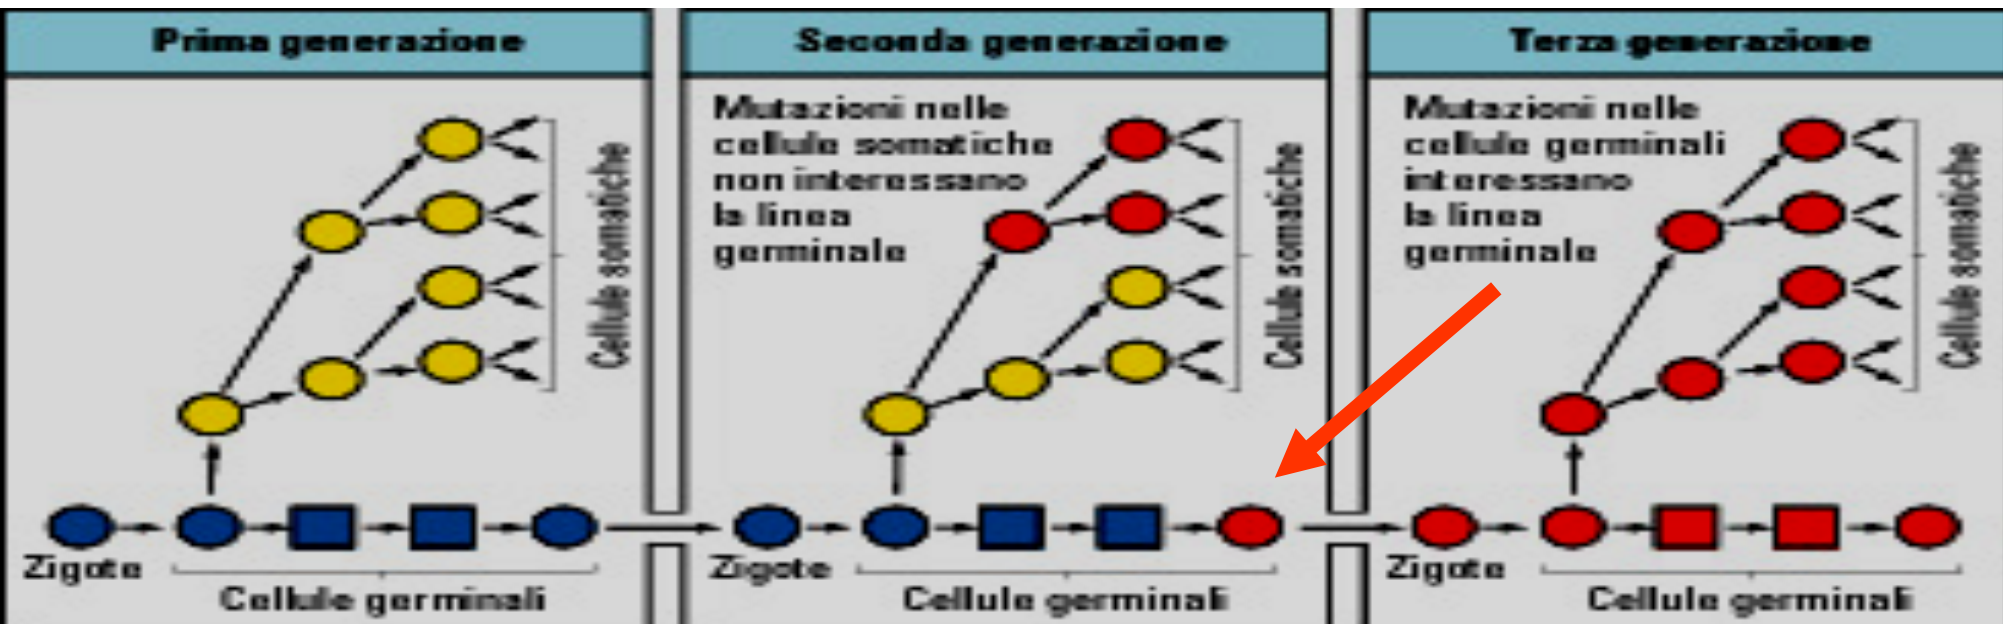 Prima generazione
Cellule somatiche
Zigote
Cellule germinali
Seconda generazione
Mutazioni nelle
cellule somatiche
non interessano
la linea
germinale
Cellule somatiche
Zigote
Cellule germinali
Terza generazione
Mutazioni nelle
cellule germinali
interessano
la linea
germinale
Cellule somatiche
Zigote
Cellule germinali